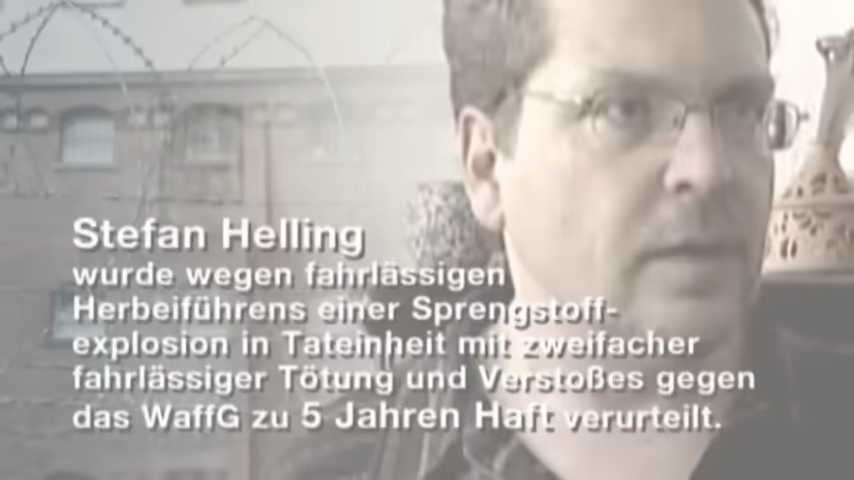 Stefan Helling
wurde wegen fahrlässigen
Herbeiführens einer Sprengstoff-
explosion in Tateinheit mit zweifacher
fahrlässiger Tötung und Verstoßes gegen
das WaffG zu 5 Jahren Haft verurteilt.